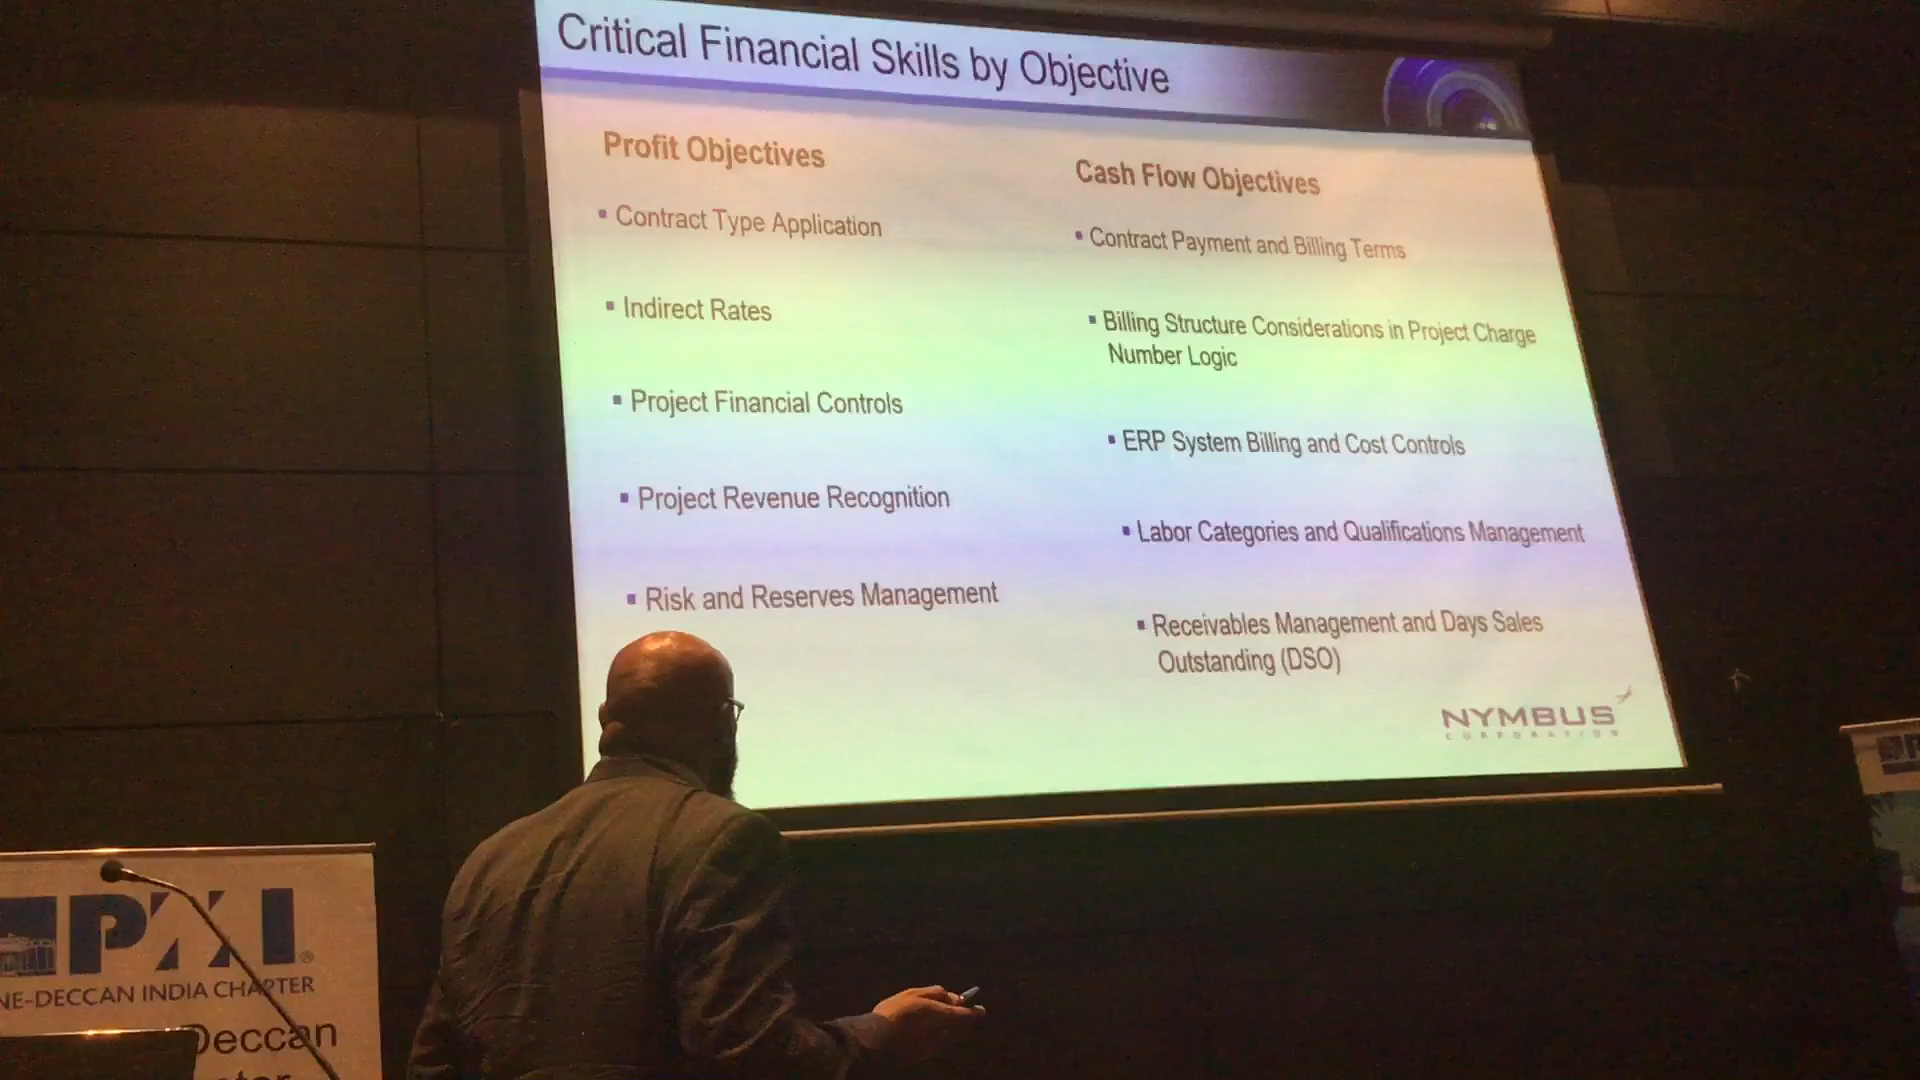 Critical Financial Skills by Objective
Profit Objectives
▪ Contract Type Application
▪ Indirect Rates
▪ Project Financial Controls
▪ Project Revenue Recognition
▪ Risk and Reserves Management
Cash Flow Objectives
▪ Contract Payment and Billing Terms
▪ Billing Structure Considerations in Project Charge
Number Logic
▪ ERP System Billing and Cost Controls
▪ Labor Categories and Qualifications Management
▪ Receivables Management and Days Sales
Outstanding (DSO)
NYMBUS
CORPORATION
PMI®
NE-DECCAN INDIA CHAPTER
Deccan